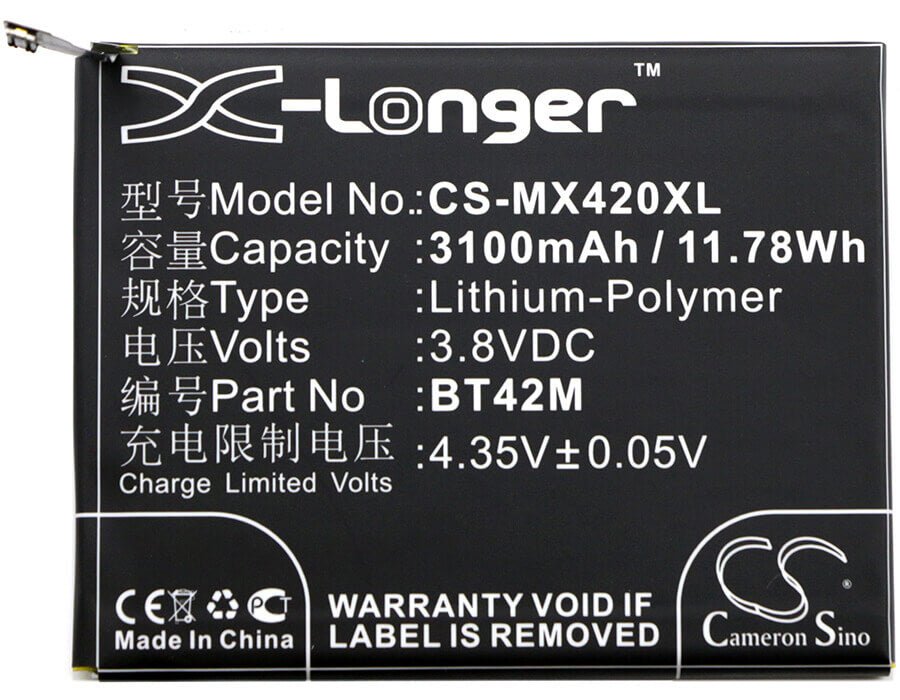 X-Longer™
型号Model No.:CS-MX420XL
容量Capacity :3100mAh / 11.78Wh
规格Type :Lithium-Polymer
电压Volts :3.8VDC
编号Part No :BT42M
充电限制电压 :4.35V±0.05V
Charge Limited Volts
CE PCT
Made In China
WARRANTY VOID IF
LABEL IS REMOVED
CS®
Cameron Sino